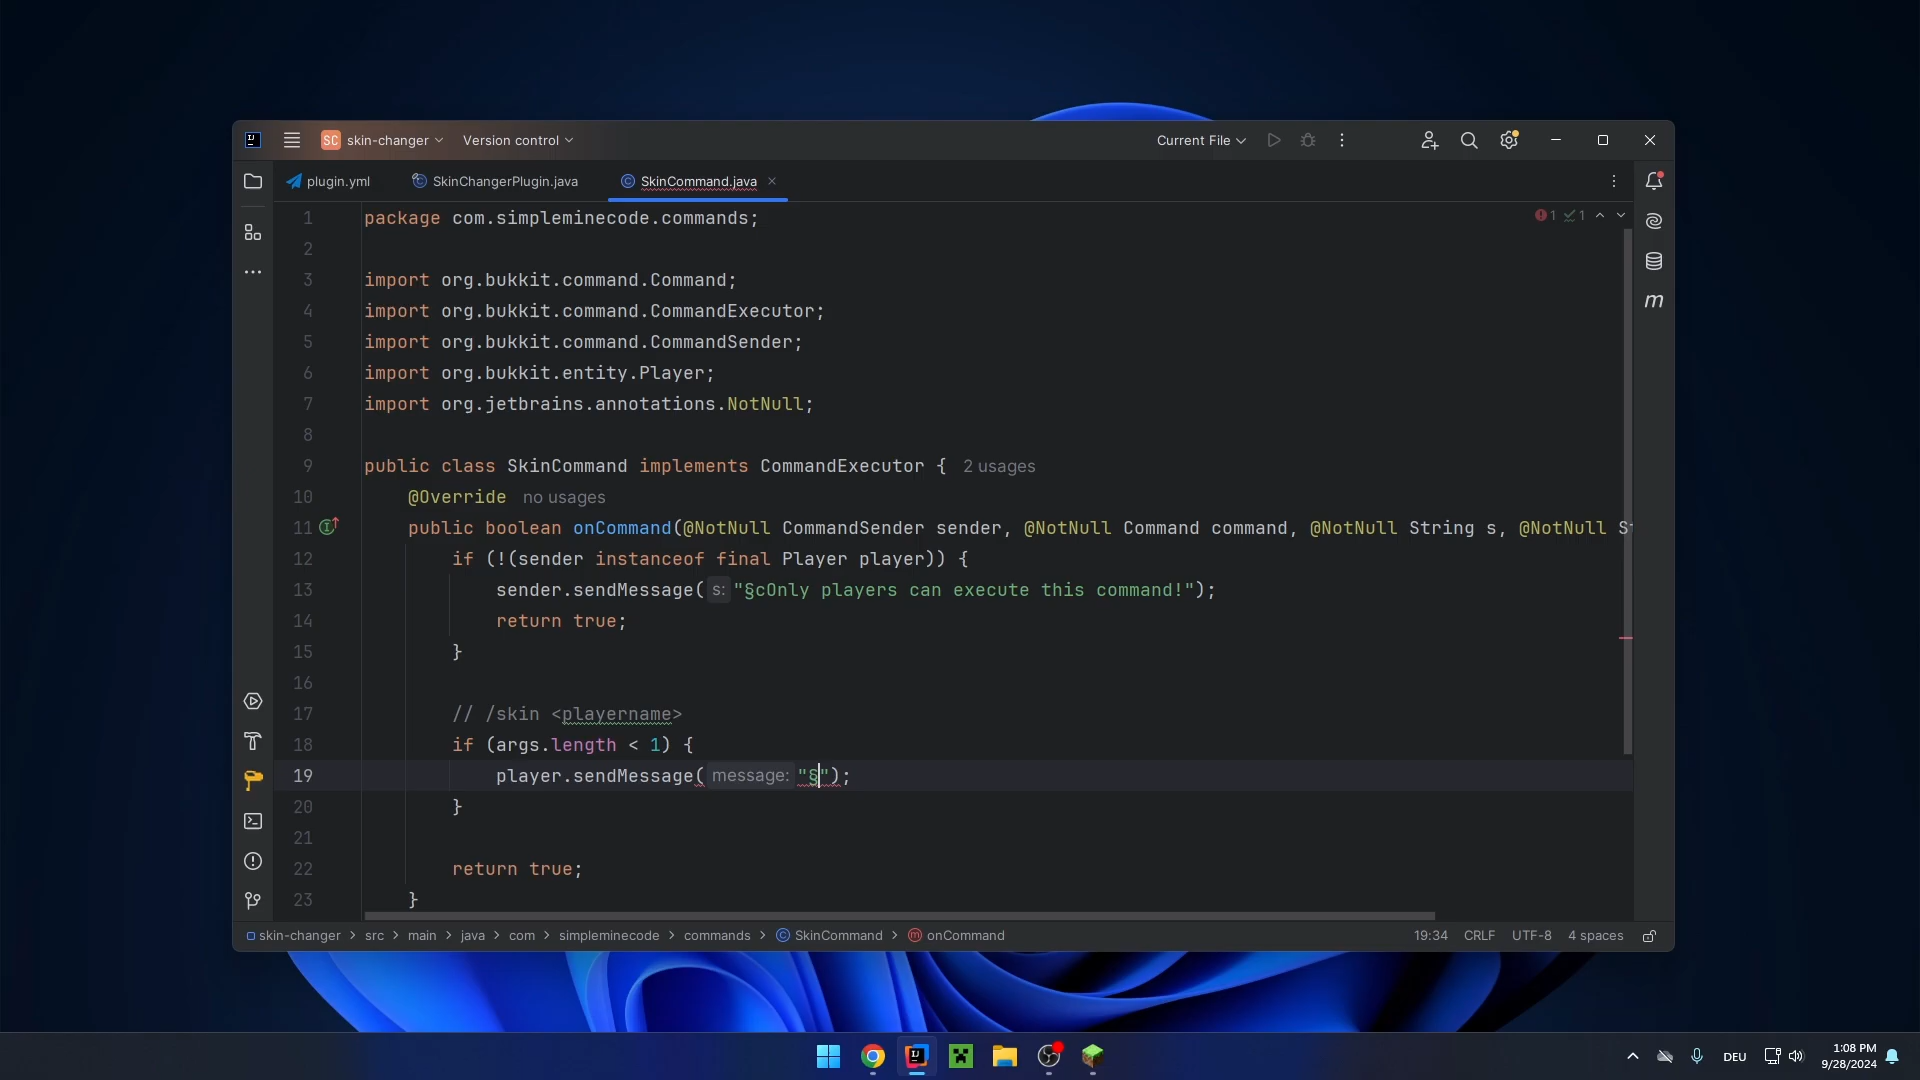 SC skin-changer Version control Current File
plugin.yml SkinChangerPlugin.java SkinCommand.java
1 package com.simpleminecode.commands; 1 1
2
3 import org.bukkit.command.Command;
4 import org.bukkit.command.CommandExecutor;
5 import org.bukkit.command.CommandSender;
6 import org.bukkit.entity.Player;
7 import org.jetbrains.annotations.NotNull;
8
9 public class SkinCommand implements CommandExecutor { 2 usages
10 @Override no usages
11 public boolean onCommand(@NotNull CommandSender sender, @NotNull Command command, @NotNull String s, @NotNull St
12 if (!(sender instanceof final Player player)) {
13 sender.sendMessage( s: "§cOnly players can execute this command!");
14 return true;
15 }
16
17 // /skin <playername>
18 if (args.length < 1) {
19 player.sendMessage( message: "§");
20 }
21
22 return true;
23 }
skin-changer > src > main > java > com > simpleminecode > commands > SkinCommand > onCommand 19:34 CRLF UTF-8 4 spaces
DEU 1:08 PM
9/28/2024